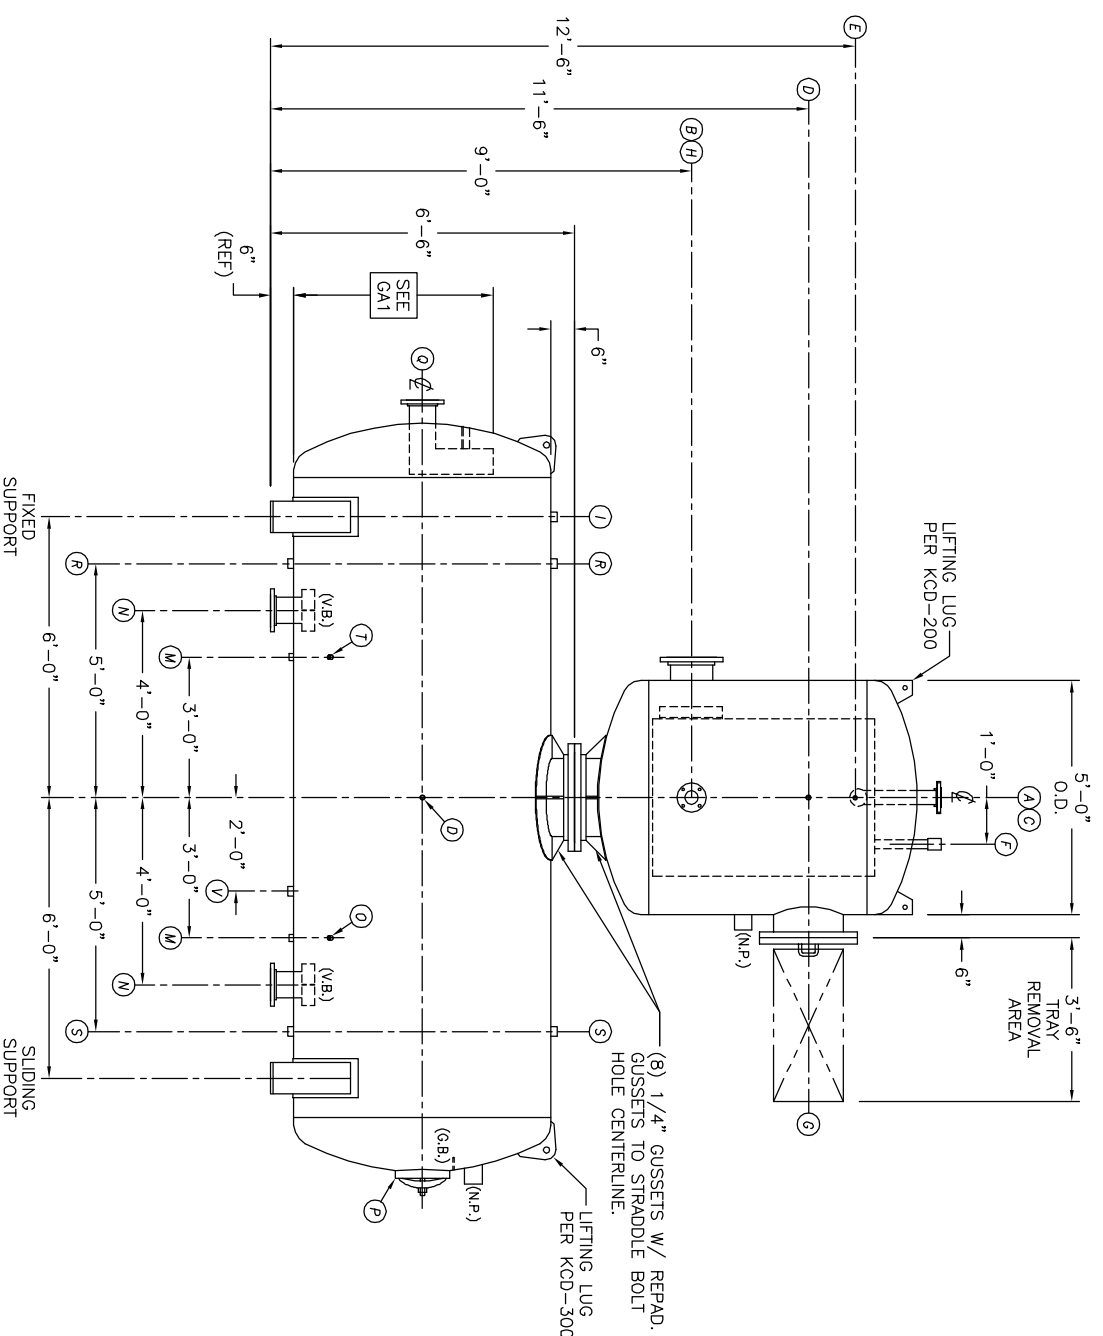 E
12'-6"
D
11'-6"
B H
9'-0"
6'-6"
6"
(REF)
SEE
GA1
6"
Q
℄
LIFTING LUG
PER KCD-200
5'-0"
O.D.
1'-0"
A C
F
℄
(N.P.)
6"
3'-6"
TRAY
REMOVAL
AREA
G
(8) 1/4" GUSSETS W/ REPAD.
GUSSETS TO STRADDLE BOLT
HOLE CENTERLINE.
LIFTING LUG
PER KCD-300
I
R
S
(V.B.)
T
D
O
(V.B.)
(G.B.)
(N.P.)
P
R
N
M
V
M
N
S
3'-0"
2'-0"
3'-0"
4'-0"
4'-0"
5'-0"
5'-0"
6'-0"
6'-0"
FIXED
SUPPORT
SLIDING
SUPPORT